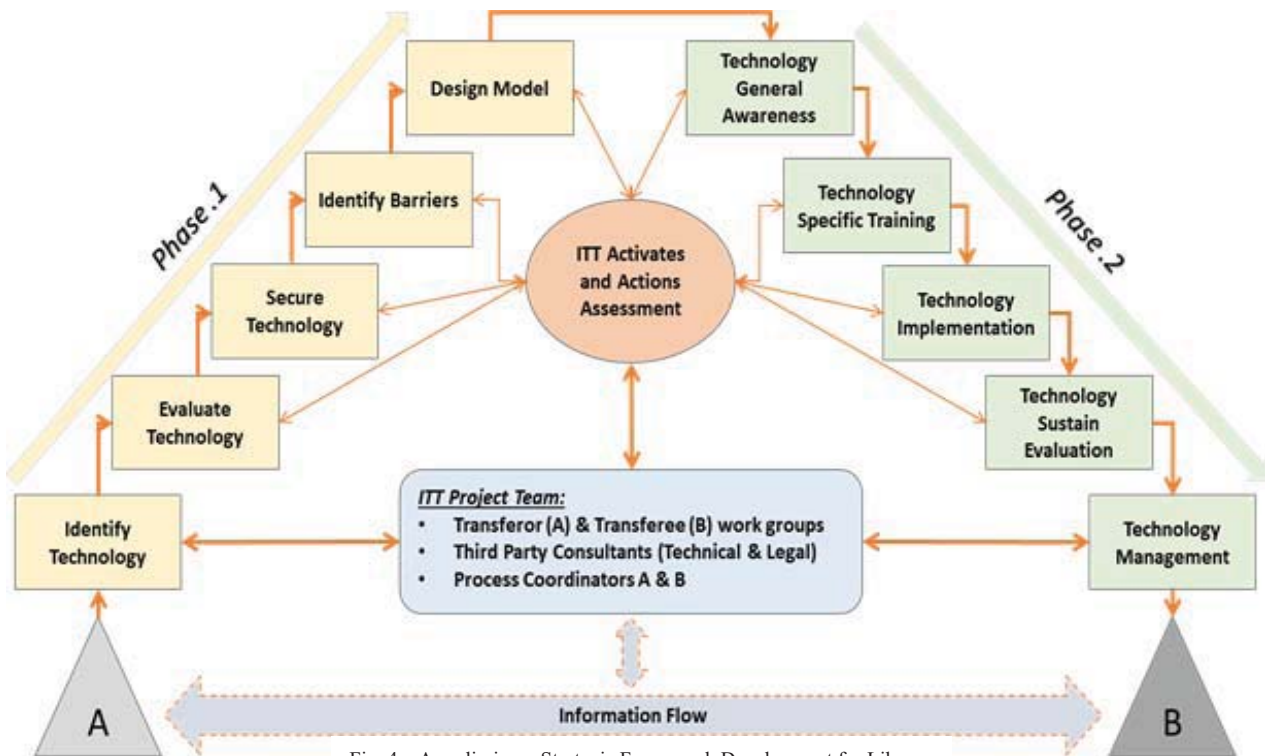 Phase .1
Design Model
Identify Barriers
Secure
Technology
Evaluate
Technology
Identify
Technology
A
Technology
General
Awareness
Technology
Specific Training
Technology
Implementation
Technology
Sustain
Evaluation
Technology
Management
B
Phase .2
ITT Activates
and Actions
Assessment
ITT Project Team:
• Transferor (A) & Transferee (B) work groups
• Third Party Consultants (Technical & Legal)
• Process Coordinators A & B
Information Flow